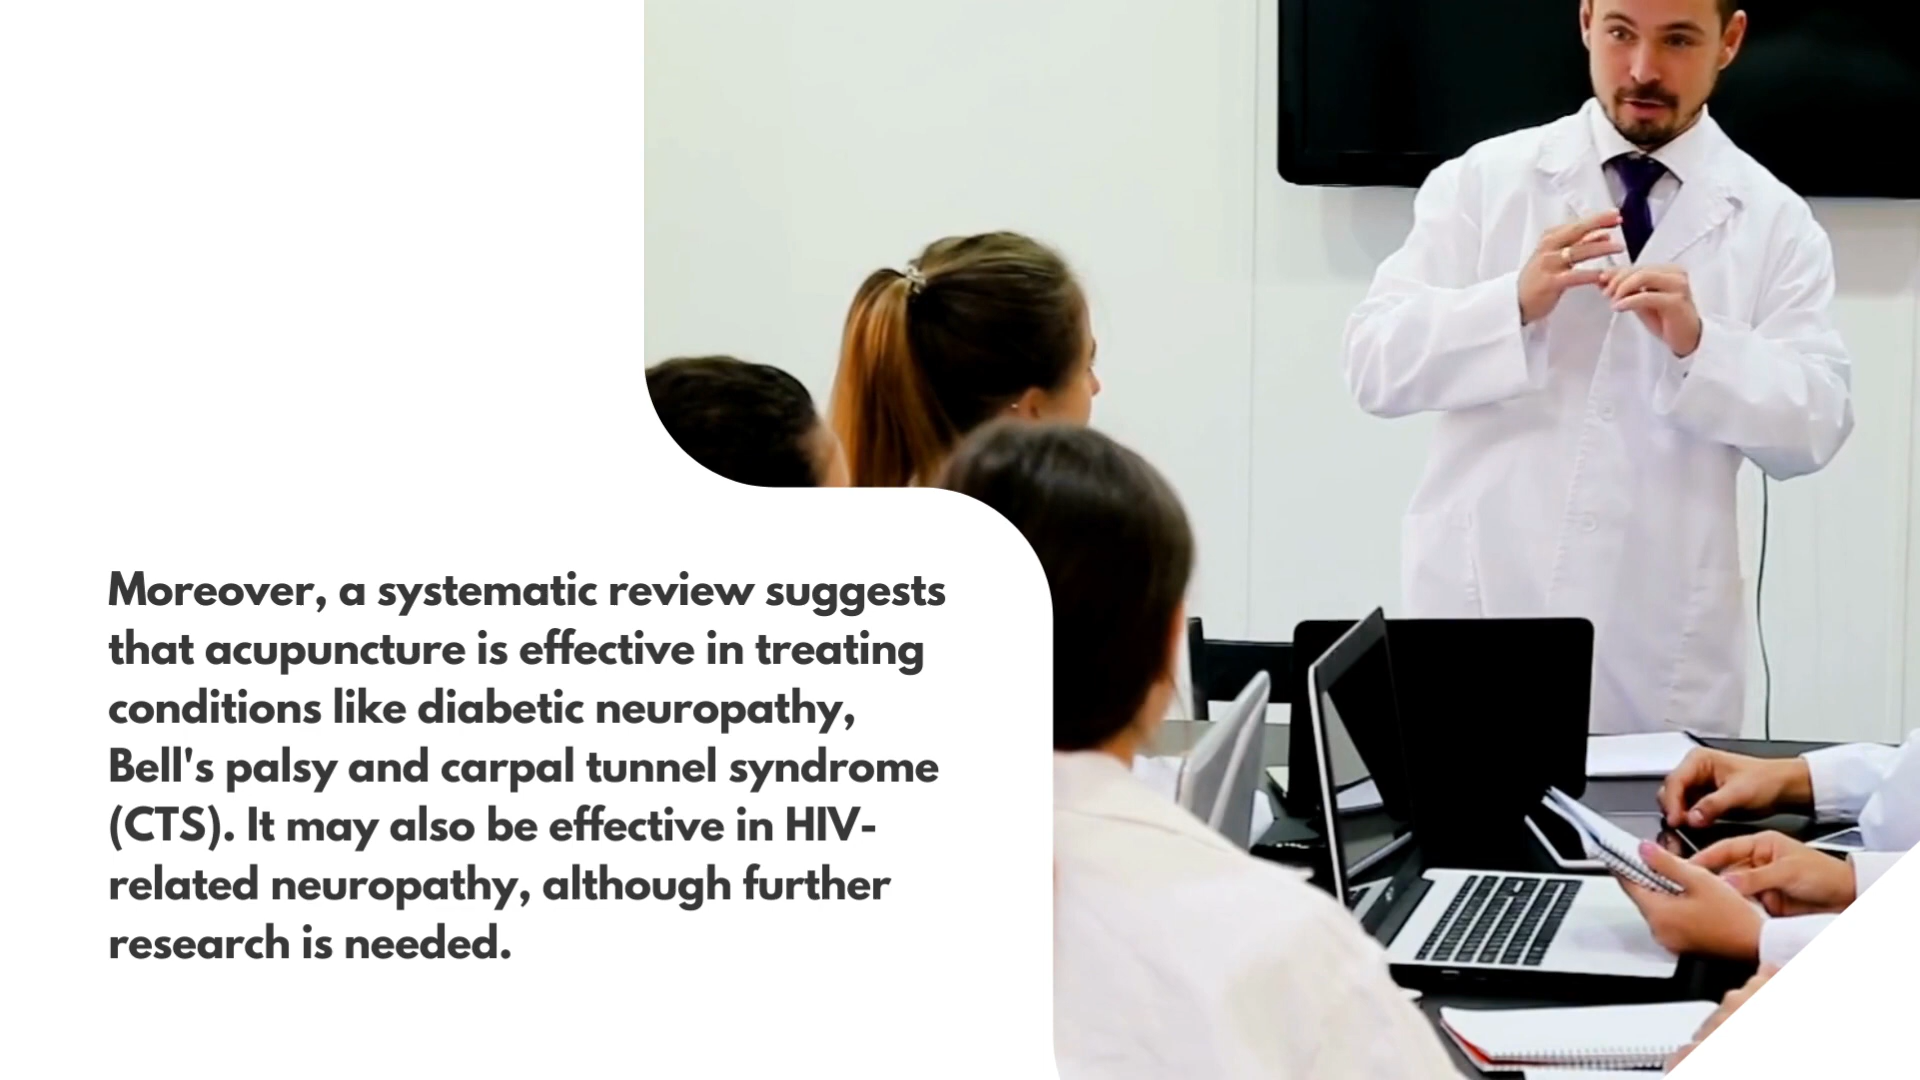 Moreover, a systematic review suggests
that acupuncture is effective in treating
conditions like diabetic neuropathy,
Bell's palsy and carpal tunnel syndrome
(CTS). It may also be effective in HIV-
related neuropathy, although further
research is needed.